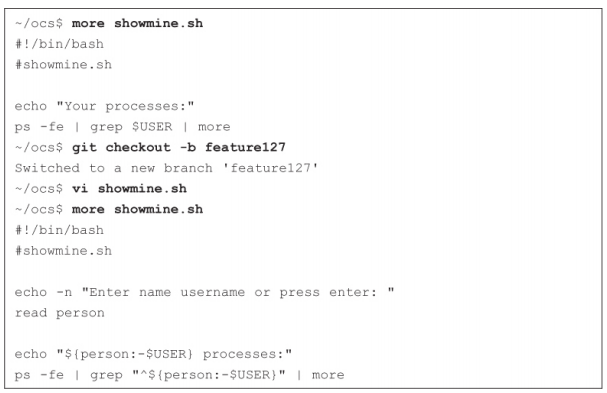 ~/ocs$ more showmine.sh
#!/bin/bash
#showmine.sh
echo "Your processes:"
ps -fe | grep $USER | more
~/ocs$ git checkout -b feature127
Switched to a new branch 'feature127'
~/ocs$ vi showmine.sh
~/ocs$ more showmine.sh
#!/bin/bash
#showmine.sh
echo -n "Enter name username or press enter: "
read person
echo "${person:-$USER} processes:"
ps -fe | grep "^${person:-$USER}" | more